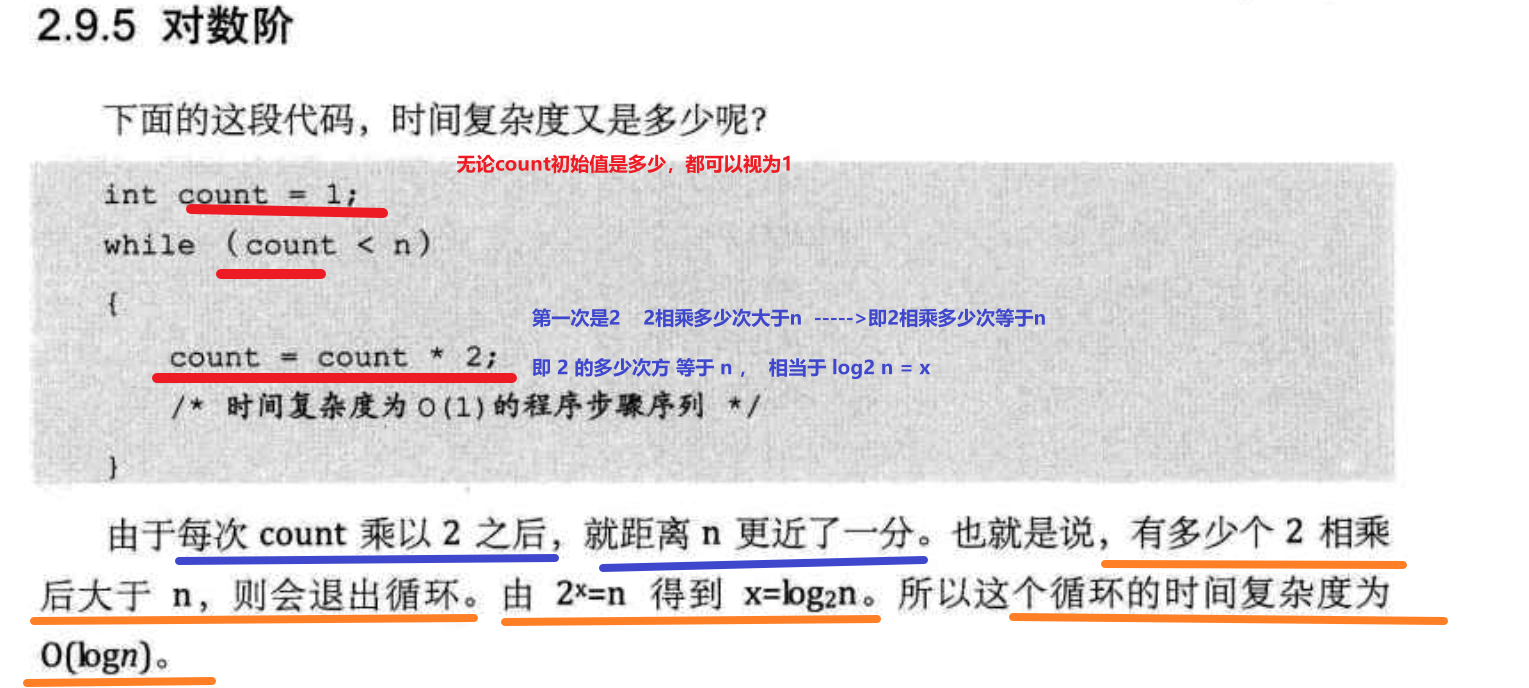 2.9.5 对数阶
下面的这段代码，时间复杂度又是多少呢？
无论count初始值是多少，都可以视为1
int count = 1;
while (count < n)
{
第一次是2 2相乘多少次大于n ----->即2相乘多少次等于n
count = count * 2;
即 2 的多少次方 等于 n ， 相当于 log2 n = x
/* 时间复杂度为O(1)的程序步骤序列 */
}
由于每次 count 乘以 2 之后，就距离 n 更近了一分。也就是说，有多少个 2 相乘
后大于 n，则会退出循环。由 2ˣ=n 得到 x=log₂n。所以这个循环的时间复杂度为
O(logn)。